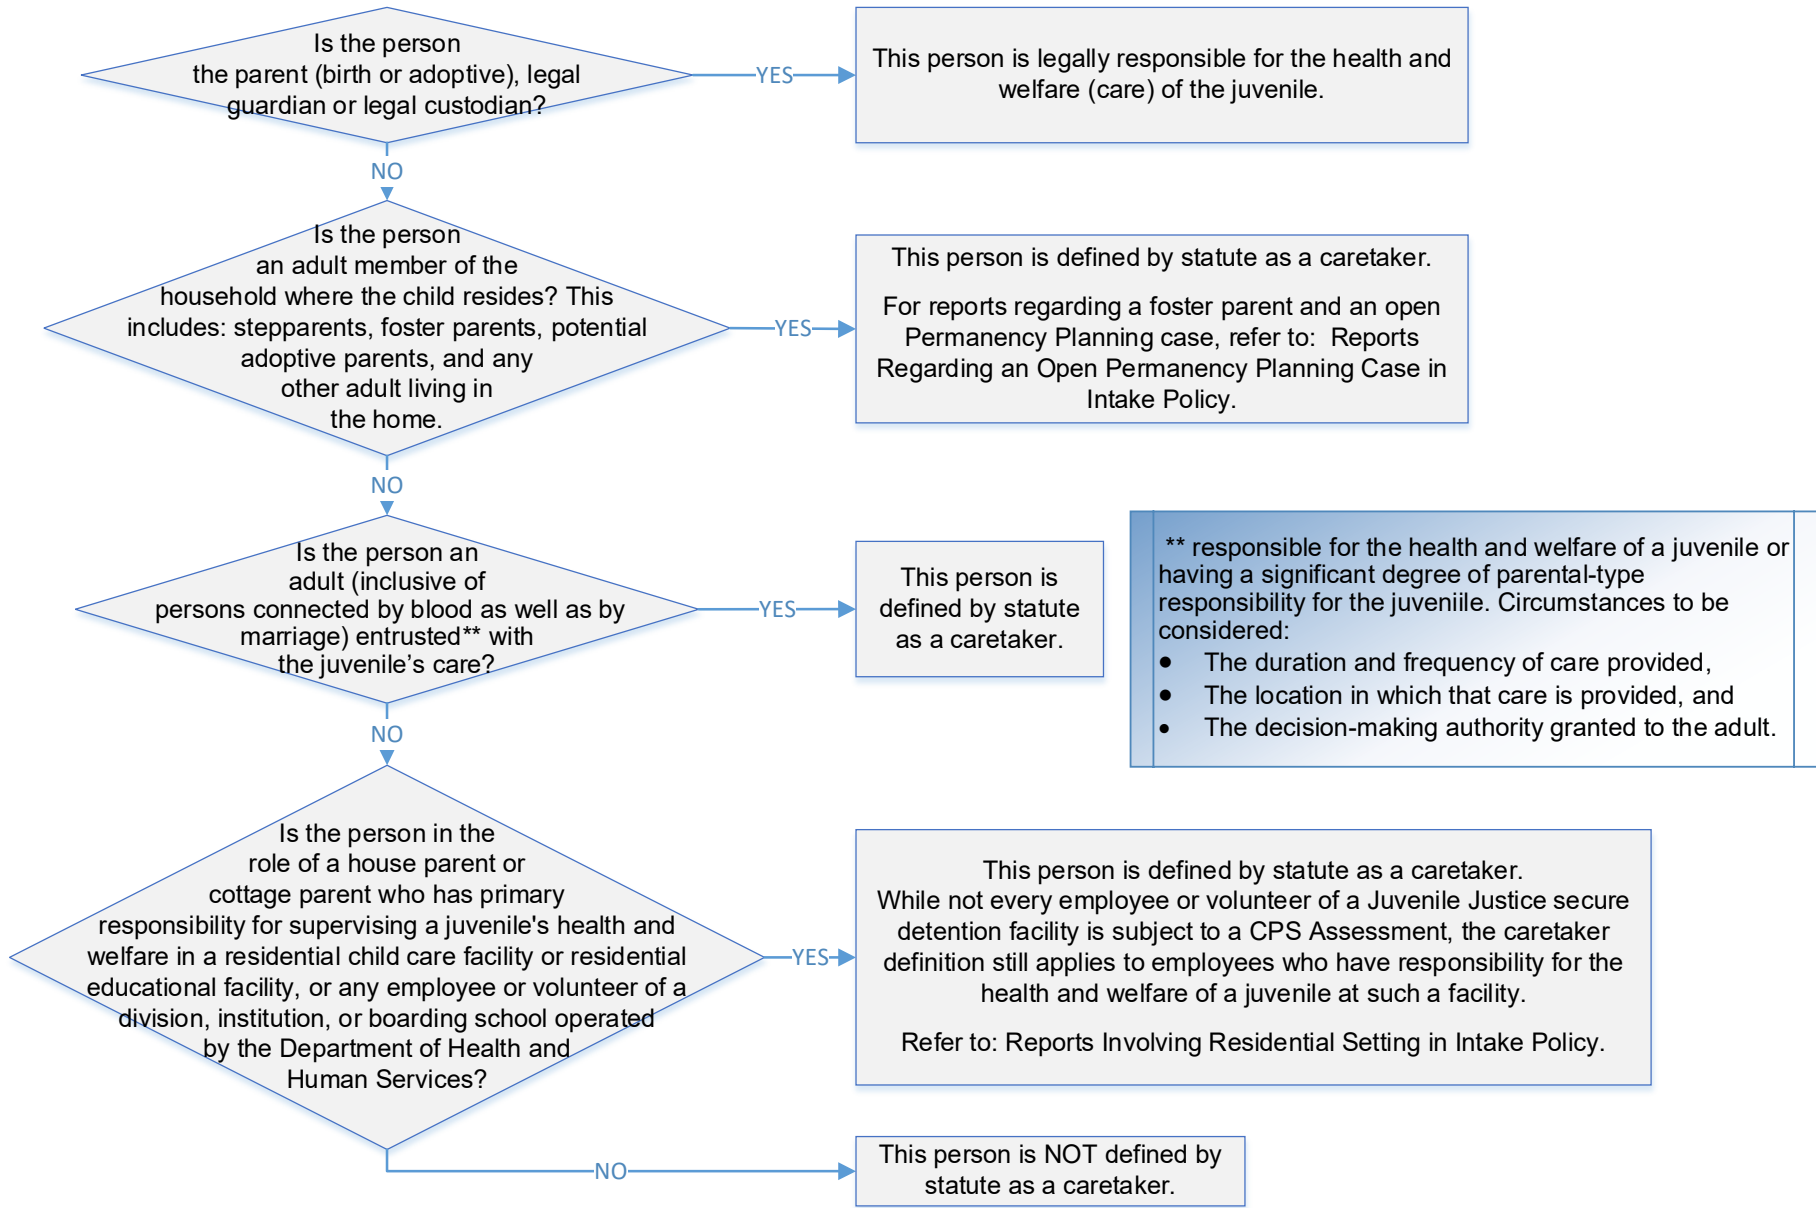 Is the person
the parent (birth or adoptive), legal
guardian or legal custodian?
YES
This person is legally responsible for the health and
welfare (care) of the juvenile.
NO
Is the person
an adult member of the
household where the child resides? This
includes: stepparents, foster parents, potential
adoptive parents, and any
other adult living in
the home.
YES
This person is defined by statute as a caretaker.
For reports regarding a foster parent and an open
Permanency Planning case, refer to: Reports
Regarding an Open Permanency Planning Case in
Intake Policy.
NO
Is the person an
adult (inclusive of
persons connected by blood as well as by
marriage) entrusted** with
the juvenile’s care?
YES
This person is
defined by statute
as a caretaker.
** responsible for the health and welfare of a juvenile or
having a significant degree of parental-type
responsibility for the juveniile. Circumstances to be
considered:
• The duration and frequency of care provided,
• The location in which that care is provided, and
• The decision-making authority granted to the adult.
NO
Is the person in the
role of a house parent or
cottage parent who has primary
responsibility for supervising a juvenile's health and
welfare in a residential child care facility or residential
educational facility, or any employee or volunteer of a
division, institution, or boarding school operated
by the Department of Health and
Human Services?
YES
This person is defined by statute as a caretaker.
While not every employee or volunteer of a Juvenile Justice secure
detention facility is subject to a CPS Assessment, the caretaker
definition still applies to employees who have responsibility for the
health and welfare of a juvenile at such a facility.
Refer to: Reports Involving Residential Setting in Intake Policy.
NO
This person is NOT defined by
statute as a caretaker.